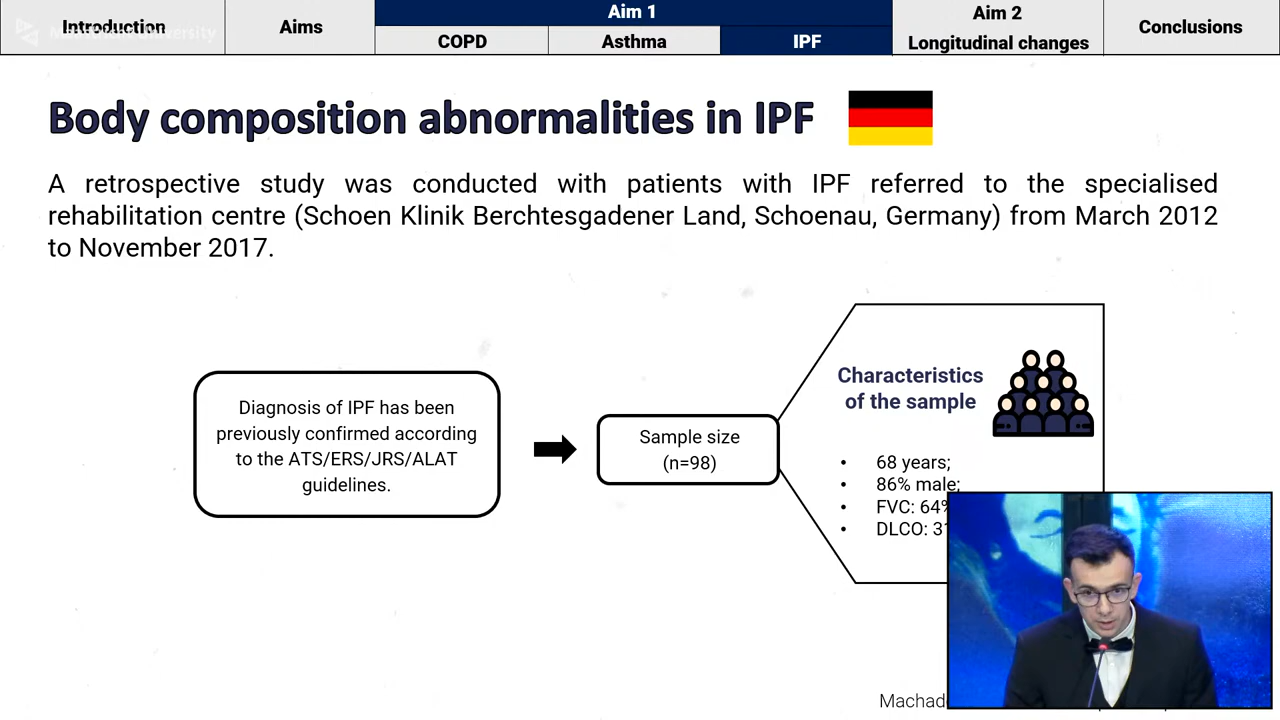 Introduction
Aims
Aim 1
COPD
Asthma
IPF
Aim 2
Longitudinal changes
Conclusions
Body composition abnormalities in IPF
A retrospective study was conducted with patients with IPF referred to the specialised
rehabilitation centre (Schoen Klinik Berchtesgadener Land, Schoenau, Germany) from March 2012
to November 2017.
Diagnosis of IPF has been
previously confirmed according
to the ATS/ERS/JRS/ALAT
guidelines.
Sample size
(n=98)
Characteristics
of the sample
• 68 years;
• 86% male;
• FVC: 64%
• DLCO: